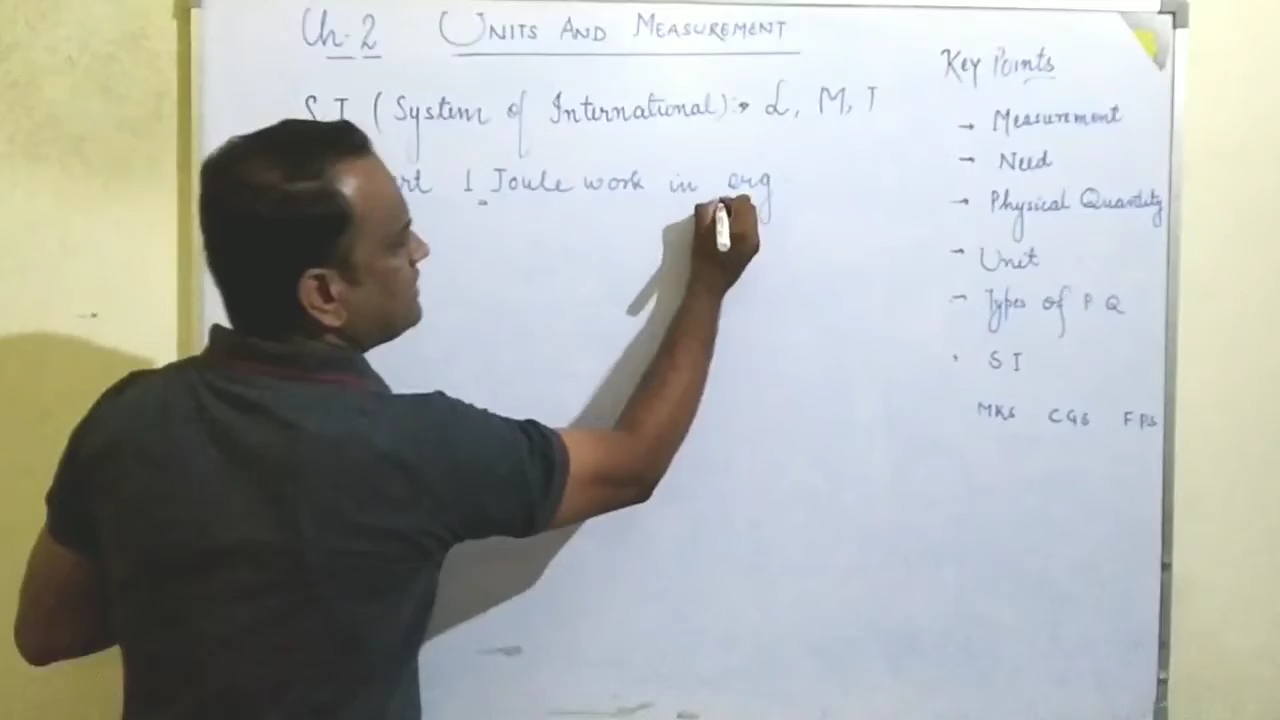 Ch-2 UNITS AND MEASUREMENT
S I (System of International):→ L, M, T
rt 1 Joule work in erg
Key Points
→ Measurement
→ Need
→ Physical Quantity
- Unit
- Types of P Q
· S I
MKS CGS FPS